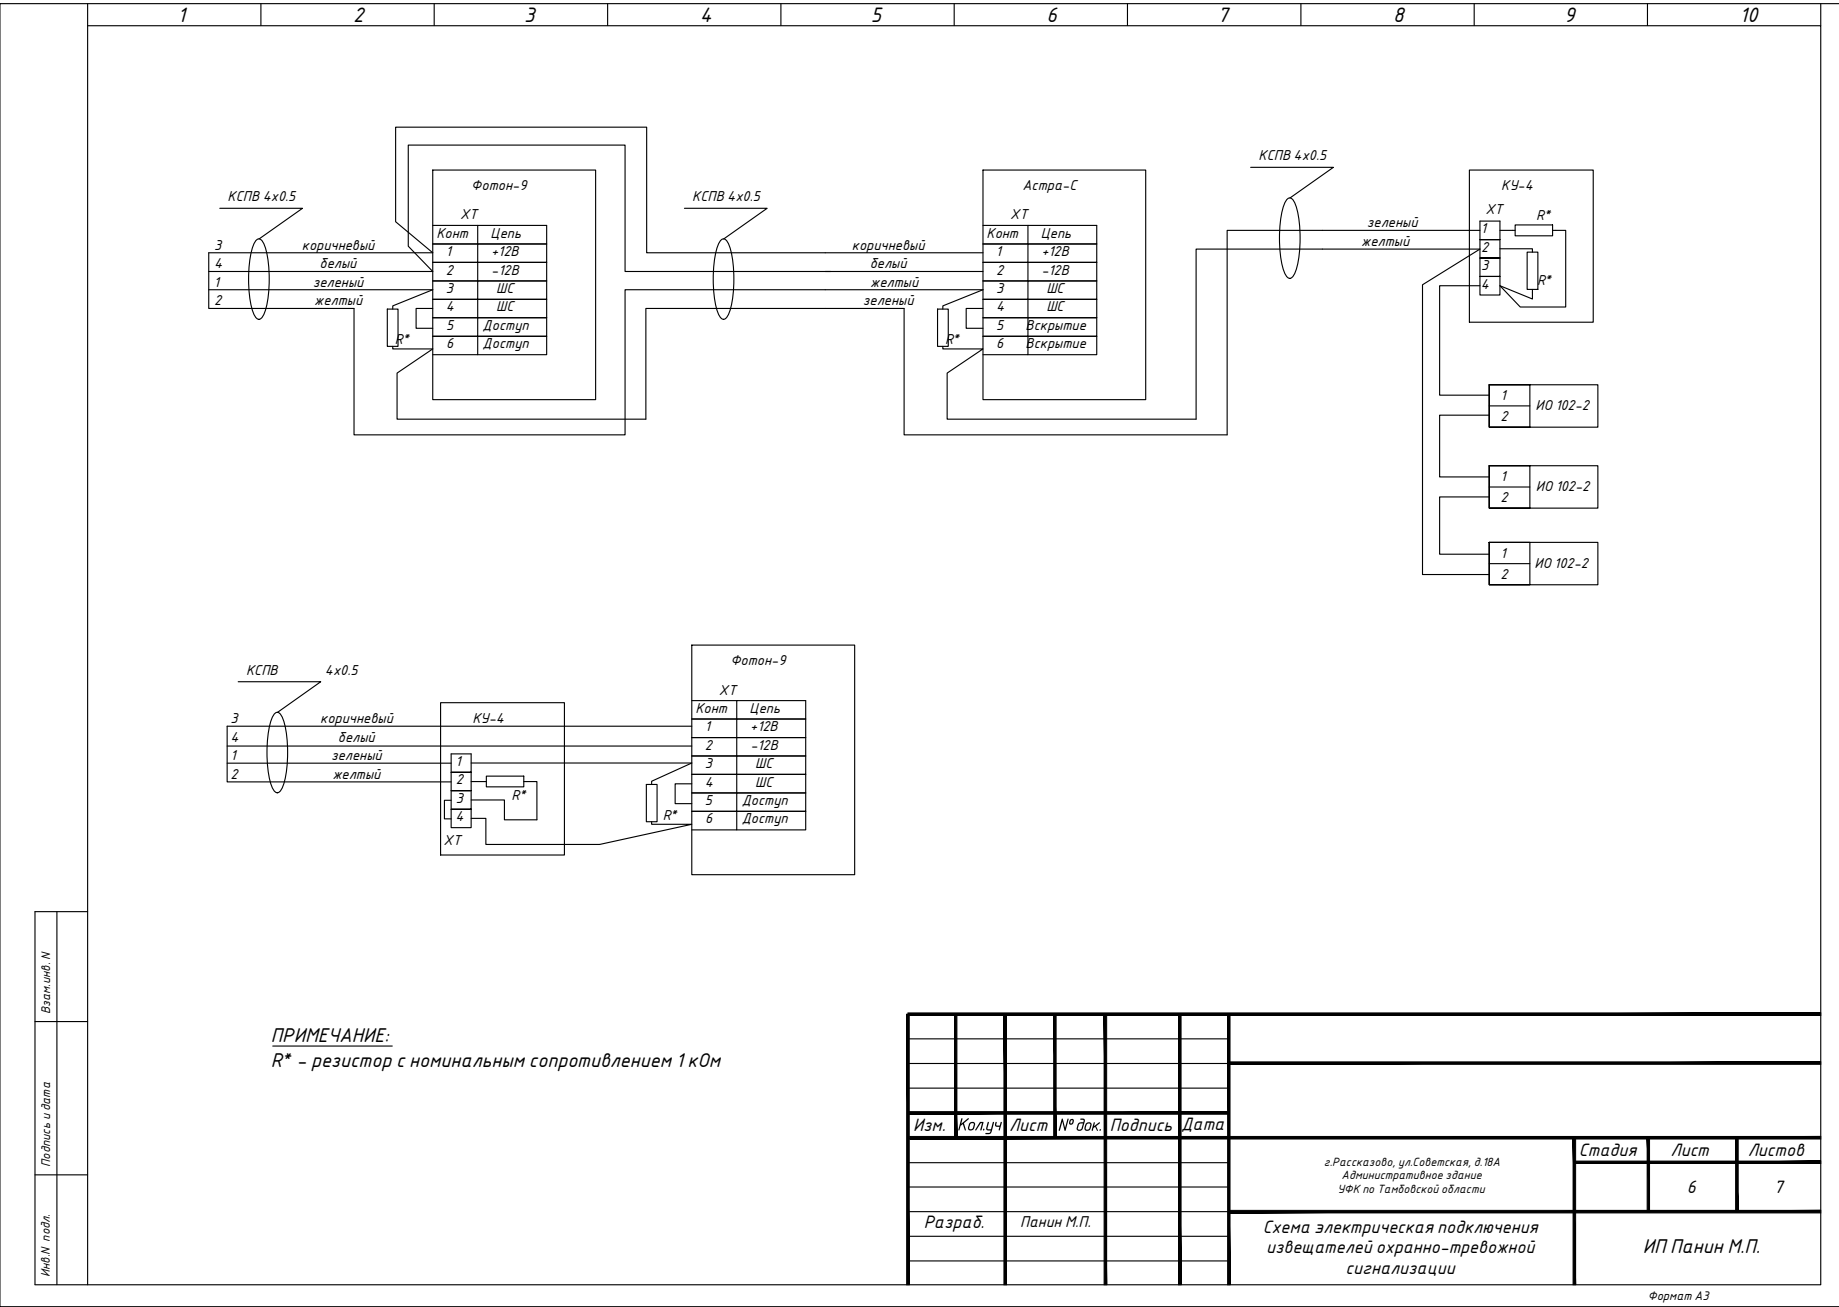 1 2 3 4 5 6 7 8 9 10
КСПВ 4х0.5
3 коричневый
4 белый
1 зеленый
2 желтый
Фотон-9
ХТ
Конт Цепь
1 +12В
2 -12В
3 ШС
4 ШС
5 Доступ
6 Доступ
R*
КСПВ 4х0.5
коричневый
белый
желтый
зеленый
Астра-С
ХТ
Конт Цепь
1 +12В
2 -12В
3 ШС
4 ШС
5 Вскрытие
6 Вскрытие
R*
КСПВ 4х0.5
зеленый
желтый
КУ-4
ХТ
1
2
3
4
R*
R*
1
2
ИО 102-2
1
2
ИО 102-2
1
2
ИО 102-2
КСПВ 4х0.5
3 коричневый
4 белый
1 зеленый
2 желтый
КУ-4
1
2
3
4
R*
ХТ
Фотон-9
ХТ
Конт Цепь
1 +12В
2 -12В
3 ШС
4 ШС
5 Доступ
6 Доступ
R*
ПРИМЕЧАНИЕ:
R* - резистор с номинальным сопротивлением 1 кОм
Взам.инв. N
Подпись и дата
Инв.N подл.
Изм. Кол.уч Лист № док. Подпись Дата
Разраб. Панин М.П.
г.Рассказово, ул.Советская, д.18А
Административное здание
УФК по Тамбовской области
Стадия Лист Листов
6 7
Схема электрическая подключения
извещателей охранно-тревожной
сигнализации
ИП Панин М.П.
Формат А3